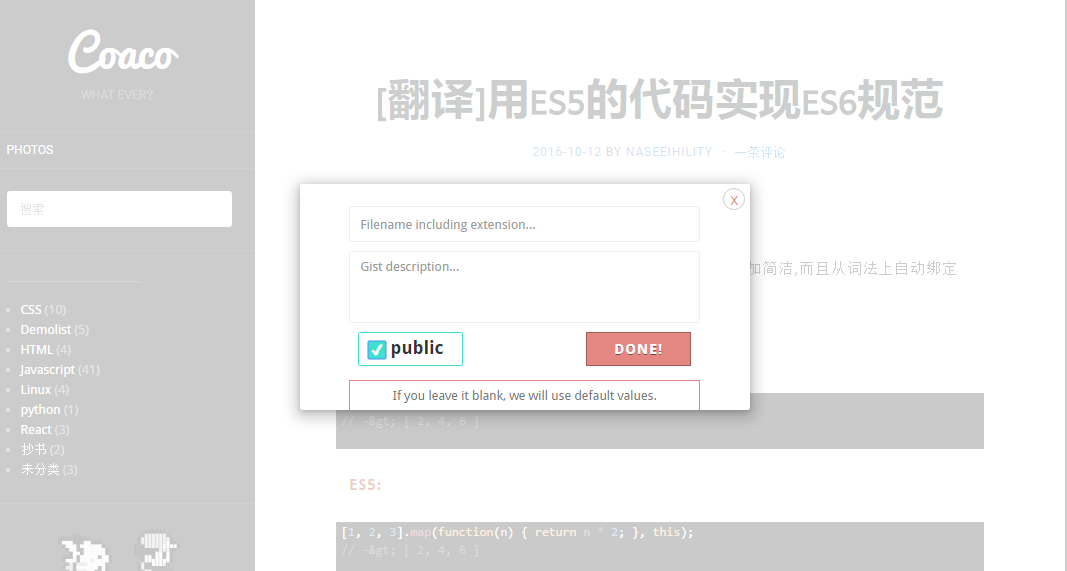 Coaco
WHAT EVER?
PHOTOS
搜索
CSS (10)
Demolist (5)
HTML (4)
Javascript (41)
Linux (4)
python (1)
React (3)
抄书 (2)
未分类 (3)
[翻译]用ES5的代码实现ES6规范
2016-10-12 BY NASEEIHILITY · 一条评论
X
Filename including extension...
Gist description...
public
DONE!
If you leave it blank, we will use default values.
加简洁,而且从词法上自动绑定
// -&gt; [ 2, 4, 6 ]
ES5:
[1, 2, 3].map(function(n) { return n * 2; }, this);
// -&gt; [ 2, 4, 6 ]